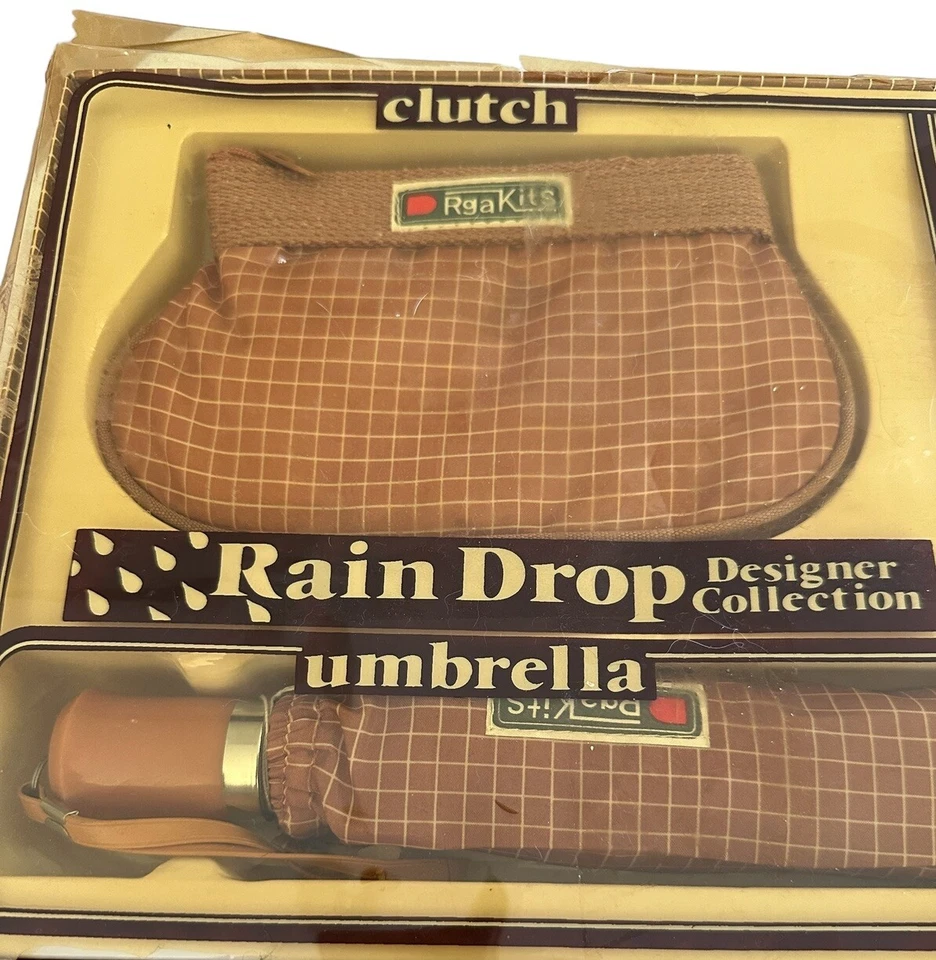 clutch
RgaKits
Rain Drop Designer
Collection
umbrella
RgaKits